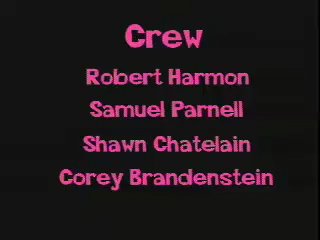 Crew
Robert Harmon
Samuel Parnell
Shawn Chatelain
Corey Brandenstein